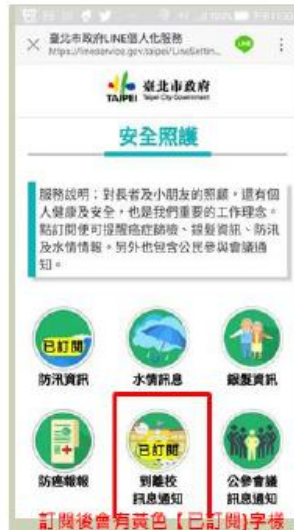 臺北市政府LINE個人化服務
https://lineservice.gov.taipei/LineSettin...
臺北市政府
TAIPEI Taipei City Government
安全照護
服務說明：對長者及小朋友的照顧，還有個
人健康及安全，也是我們重要的工作理念。
點訂閱便可提醒癌症篩檢、銀髮資訊、防汛
及水情情報。另外也包含公民參與會議通
知。
已訂閱
防汛資訊 水情訊息 銀髮資訊
已訂閱
防癌報報 到離校 公參會議
訊息通知 訊息通知
訂閱後會有黃色【已訂閱}字樣